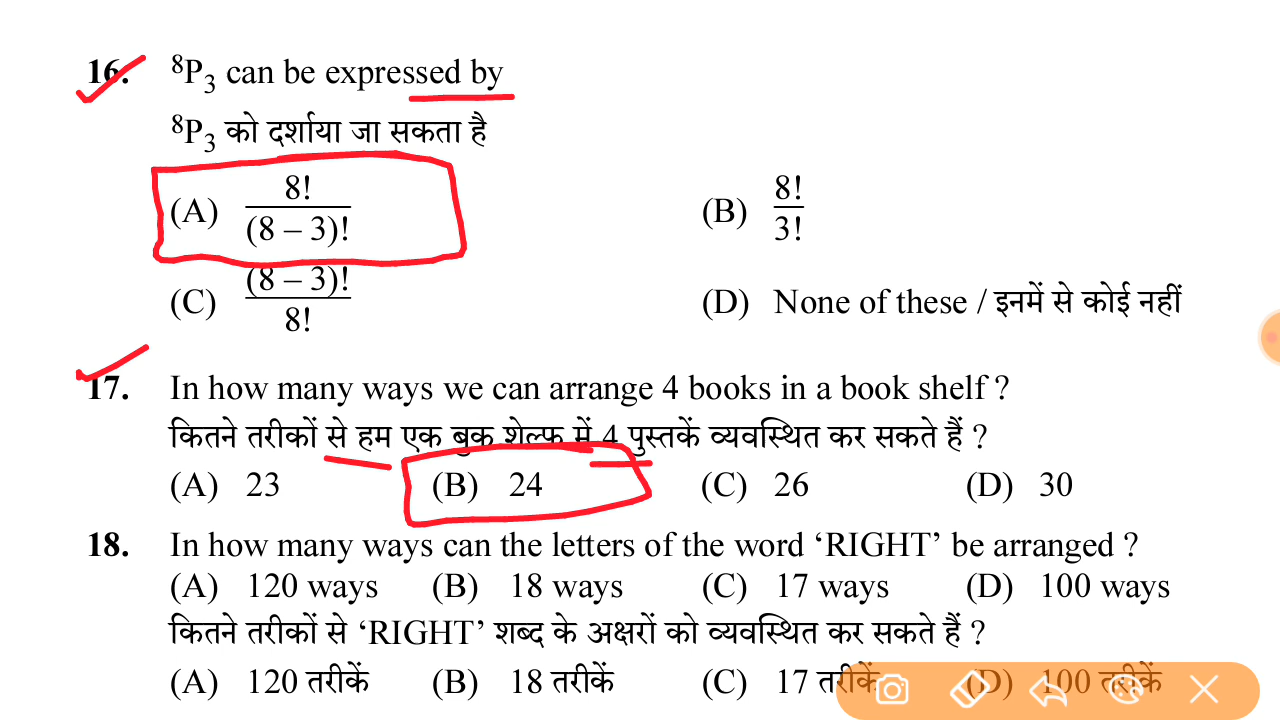 16. ⁸P₃ can be expressed by
⁸P₃ को दर्शाया जा सकता है
(A) 8! / (8 – 3)! (B) 8! / 3!
(C) (8 – 3)! / 8! (D) None of these / इनमें से कोई नहीं
17. In how many ways we can arrange 4 books in a book shelf ?
कितने तरीकों से हम एक बुक शेल्फ में 4 पुस्तकें व्यवस्थित कर सकते हैं ?
(A) 23 (B) 24 (C) 26 (D) 30
18. In how many ways can the letters of the word ‘RIGHT’ be arranged ?
(A) 120 ways (B) 18 ways (C) 17 ways (D) 100 ways
कितने तरीकों से ‘RIGHT’ शब्द के अक्षरों को व्यवस्थित कर सकते हैं ?
(A) 120 तरीकें (B) 18 तरीकें (C) 17 तरीकें (D) 100 तरीकें